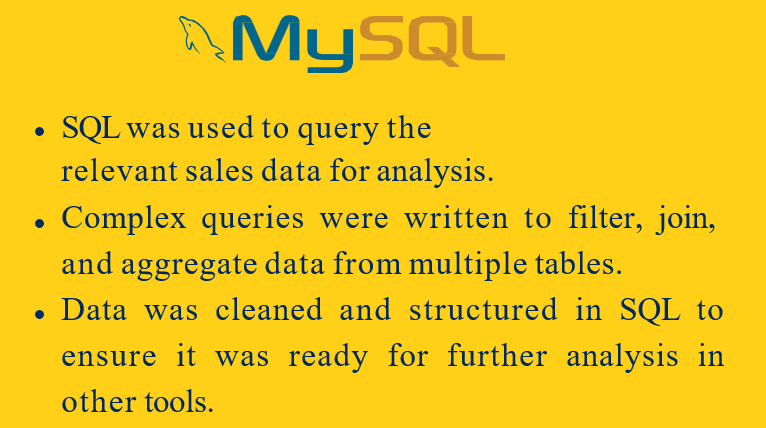 MySQL
• SQL was used to query the
relevant sales data for analysis.
• Complex queries were written to filter, join,
and aggregate data from multiple tables.
• Data was cleaned and structured in SQL to
ensure it was ready for further analysis in
other tools.